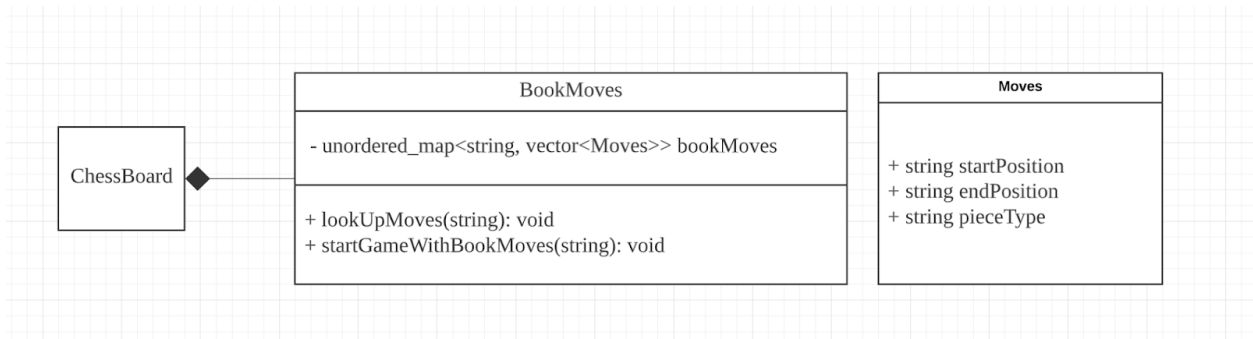 ChessBoard
BookMoves
- unordered_map<string, vector<Moves>> bookMoves
+ lookUpMoves(string): void
+ startGameWithBookMoves(string): void
Moves
+ string startPosition
+ string endPosition
+ string pieceType